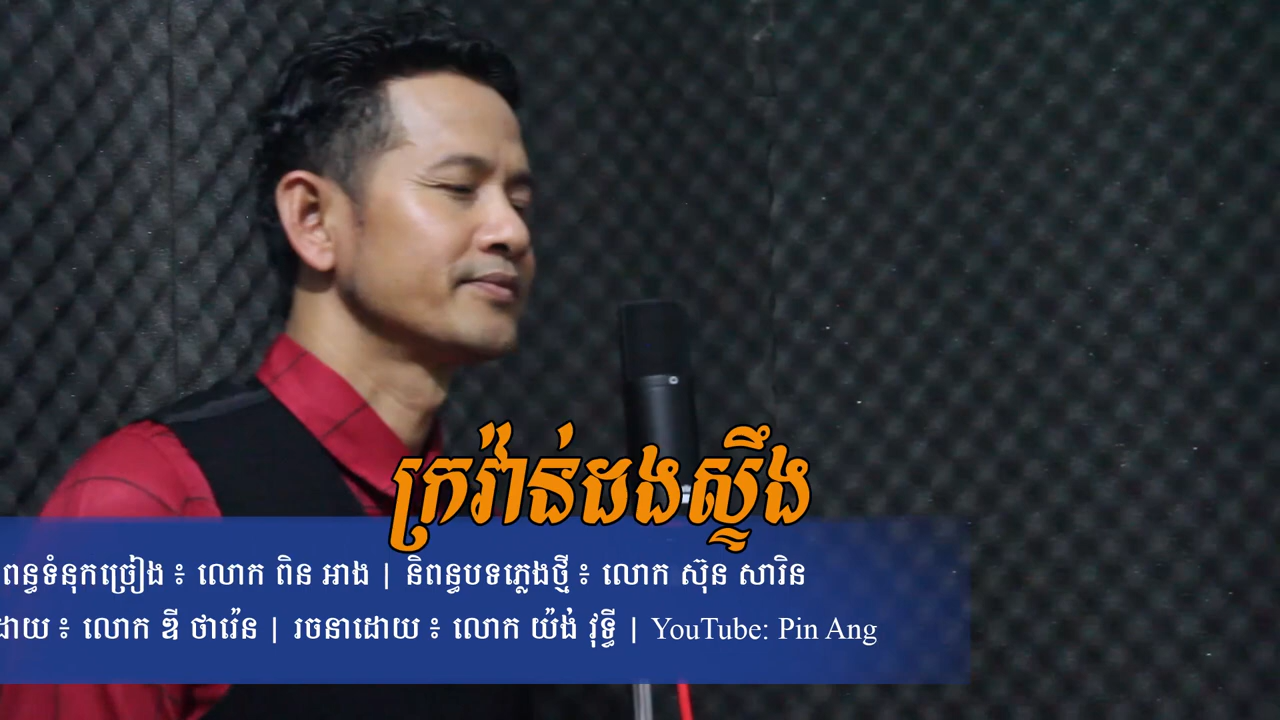 ក្រវ៉ាន់ដងស្ទឹង
ពន្ធទំនុកច្រៀង ៖ លោក ពិន អាង | និពន្ធបទភ្លេងថ្មី ៖ លោក ស៊ុន សារិន
ដោយ ៖ លោក ឌី ថារ៉េន | រចនាដោយ ៖ លោក យ៉ង់ វុទ្ធី | YouTube: Pin Ang